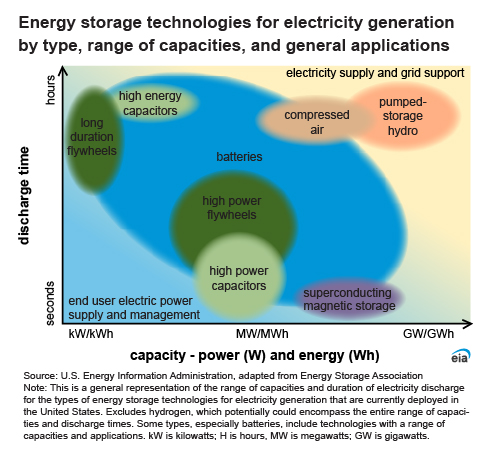 Energy storage technologies for electricity generation
by type, range of capacities, and general applications
hours
electricity supply and grid support
high energy
capacitors
pumped-
storage
hydro
compressed
air
long
duration
flywheels
batteries
discharge time
high power
flywheels
high power
capacitors
superconducting
magnetic storage
seconds
end user electric power
supply and management
kW/kWh
MW/MWh
GW/GWh
capacity - power (W) and energy (Wh)
eia
Source: U.S. Energy Information Administration, adapted from Energy Storage Association
Note: This is a general representation of the range of capacities and duration of electricity discharge
for the types of energy storage technologies for electricity generation that are currently deployed in
the United States. Excludes hydrogen, which potentially could encompass the entire range of capaci-
ties and discharge times. Some types, especially batteries, include technologies with a range of
capacities and applications. kW is kilowatts; H is hours, MW is megawatts; GW is gigawatts.